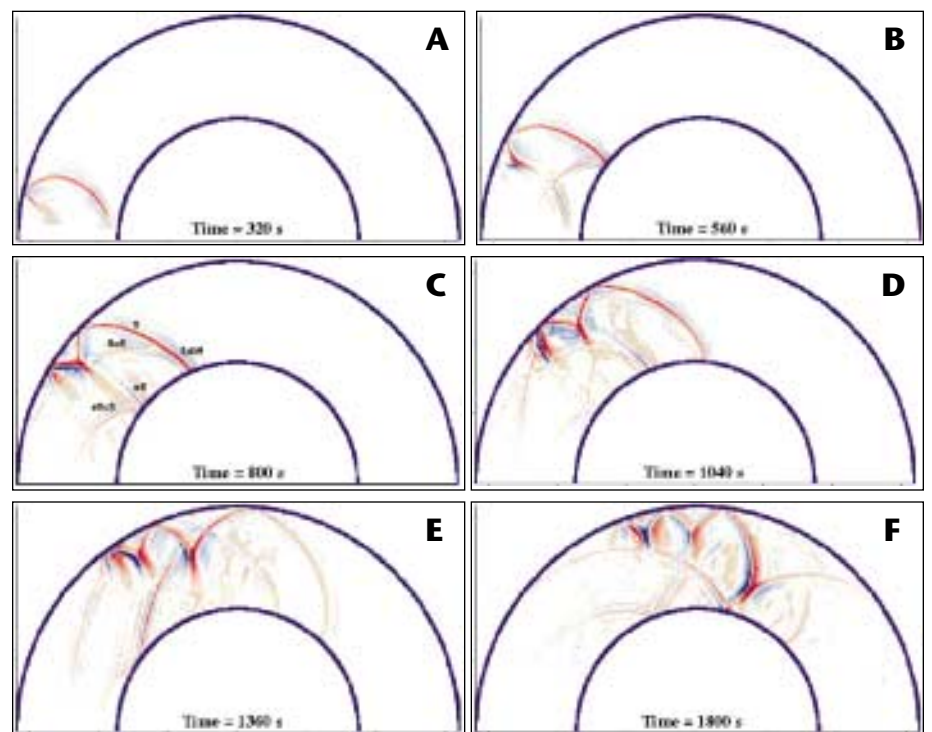 A
Time = 320 s
B
Time = 560 s
C
Time = 800 s
D
Time = 1040 s
E
Time = 1360 s
F
Time = 1800 s